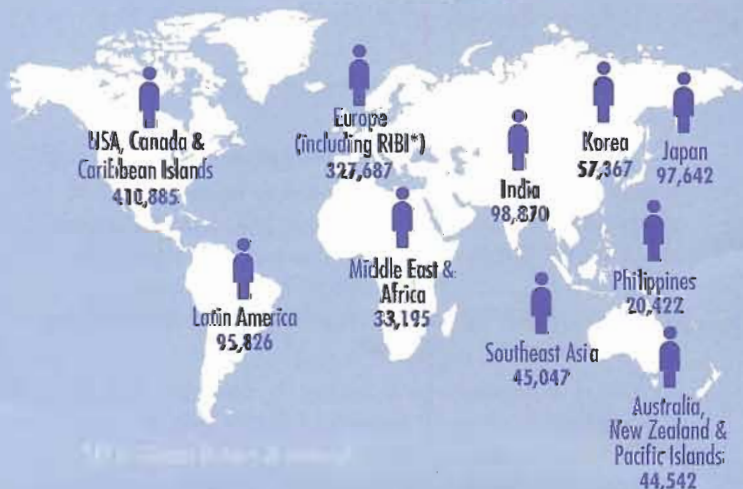 USA, Canada &
Caribbean Islands
410,885
Europe
(including RIBI*)
327,687
Korea
57,367
Japan
97,642
India
98,870
Middle East &
Africa
33,195
Latin America
95,826
Philippines
20,422
Southeast Asia
45,047
Australia,
New Zealand &
Pacific Islands
44,542